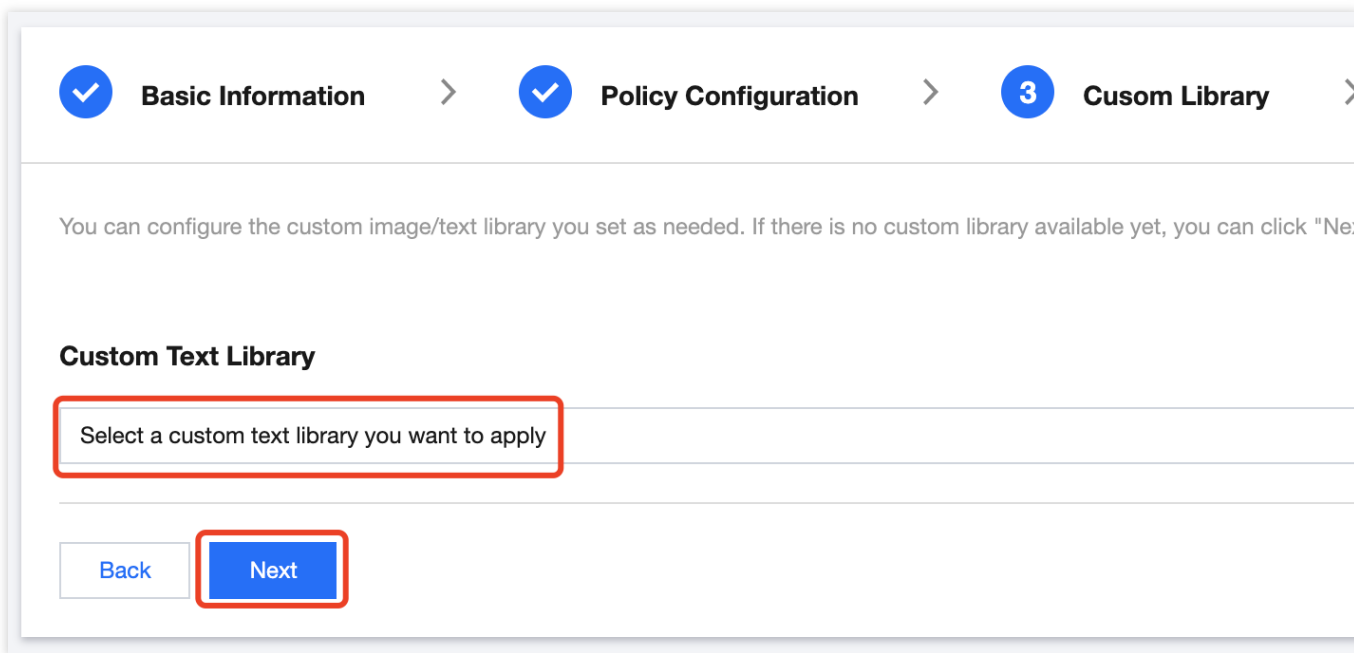 Basic Information > Policy Configuration > 3 Cusom Library >
You can configure the custom image/text library you set as needed. If there is no custom library available yet, you can click "Ne
Custom Text Library
Select a custom text library you want to apply
Back Next